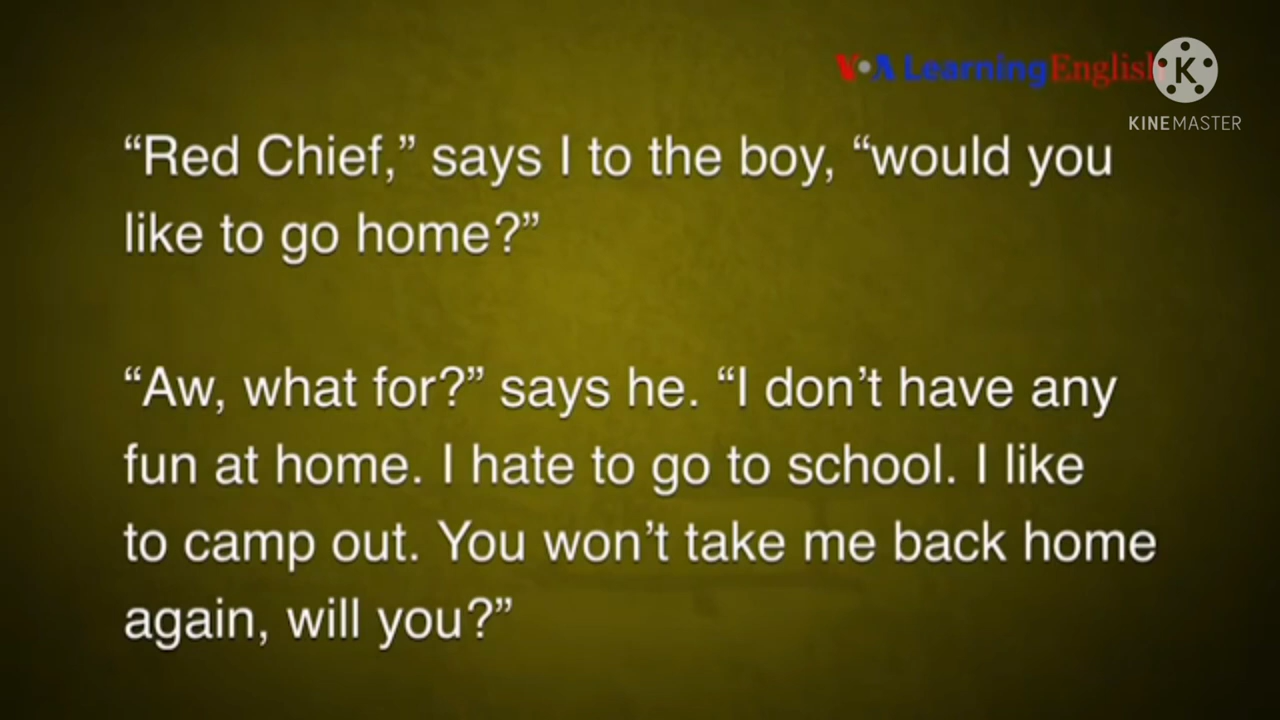 VOA Learning English
K
KINEMASTER
“Red Chief,” says I to the boy, “would you
like to go home?”
“Aw, what for?” says he. “I don’t have any
fun at home. I hate to go to school. I like
to camp out. You won’t take me back home
again, will you?”